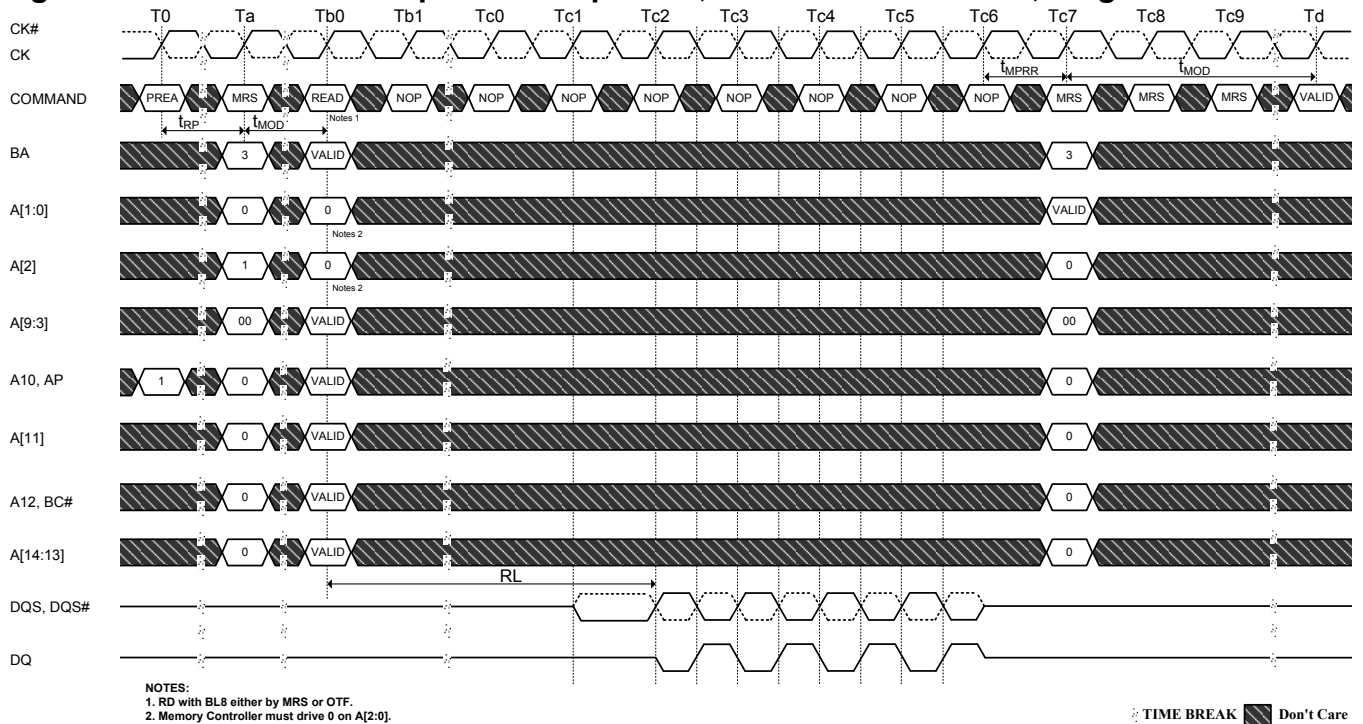 T0 Ta Tb0 Tb1 Tc0 Tc1 Tc2 Tc3 Tc4 Tc5 Tc6 Tc7 Tc8 Tc9 Td
CK#
CK
tMPRR tMOD
COMMAND PREA MRS READ NOP NOP NOP NOP NOP NOP NOP NOP MRS MRS MRS VALID
tRP tMOD Notes 1
BA 3 VALID 3
A[1:0] 0 0 VALID
Notes 2
A[2] 1 0 0
Notes 2
A[9:3] 00 VALID 00
A10, AP 1 0 VALID 0
A[11] 0 VALID 0
A12, BC# 0 VALID 0
A[14:13] 0 VALID 0
RL
DQS, DQS#
DQ
NOTES:
1. RD with BL8 either by MRS or OTF.
2. Memory Controller must drive 0 on A[2:0].
TIME BREAK Don't Care